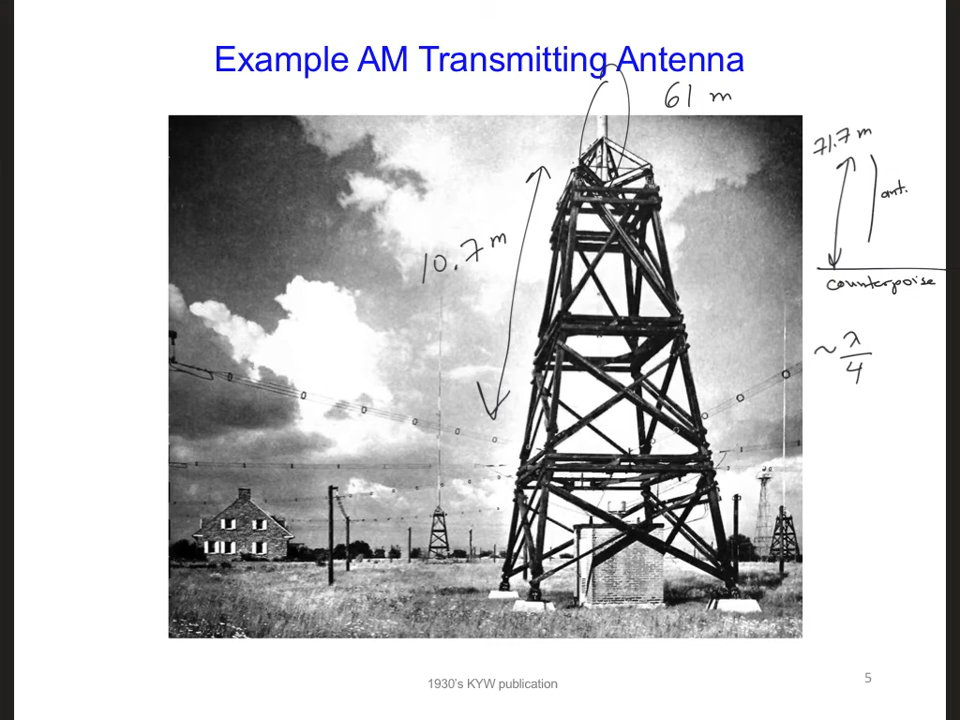 Example AM Transmitting Antenna
61 m
71.7 m
ant.
10.7 m
counterpoise
~ λ/4
1930's KYW publication
5